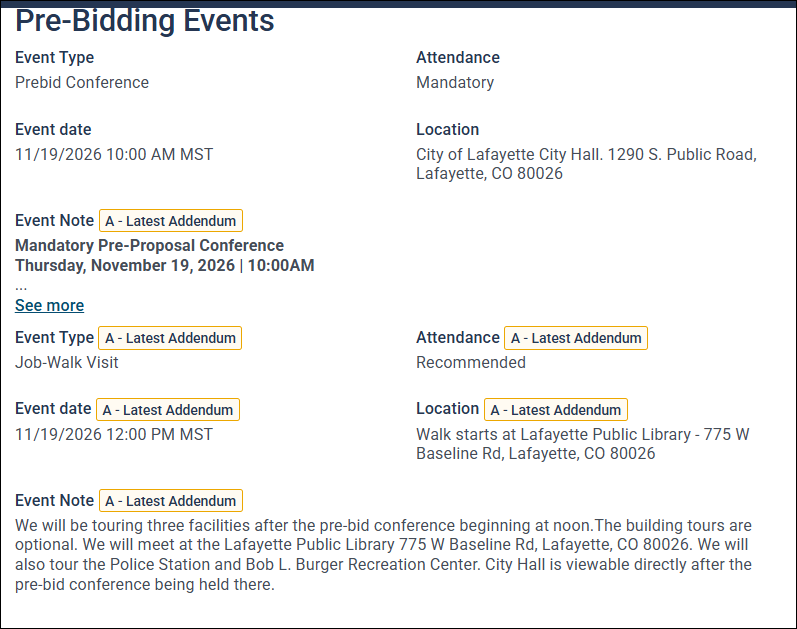 Pre-Bidding Events
Event Type
Prebid Conference
Attendance
Mandatory
Event date
11/19/2026 10:00 AM MST
Location
City of Lafayette City Hall. 1290 S. Public Road,
Lafayette, CO 80026
Event Note A - Latest Addendum
Mandatory Pre-Proposal Conference
Thursday, November 19, 2026 | 10:00AM
...
See more
Event Type A - Latest Addendum
Job-Walk Visit
Attendance A - Latest Addendum
Recommended
Event date A - Latest Addendum
11/19/2026 12:00 PM MST
Location A - Latest Addendum
Walk starts at Lafayette Public Library - 775 W
Baseline Rd, Lafayette, CO 80026
Event Note A - Latest Addendum
We will be touring three facilities after the pre-bid conference beginning at noon.The building tours are
optional. We will meet at the Lafayette Public Library 775 W Baseline Rd, Lafayette, CO 80026. We will
also tour the Police Station and Bob L. Burger Recreation Center. City Hall is viewable directly after the
pre-bid conference being held there.